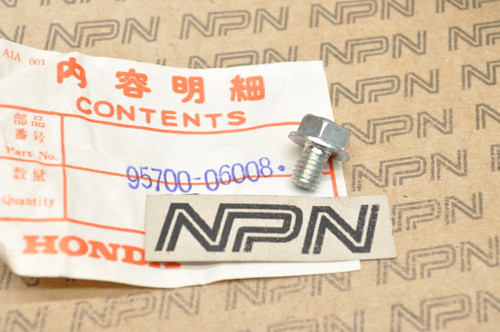 A1A 001
内容明細
CONTENTS
部品
番号
Part No.
95700-06008.
数量
Quantity
HONDA
NPN